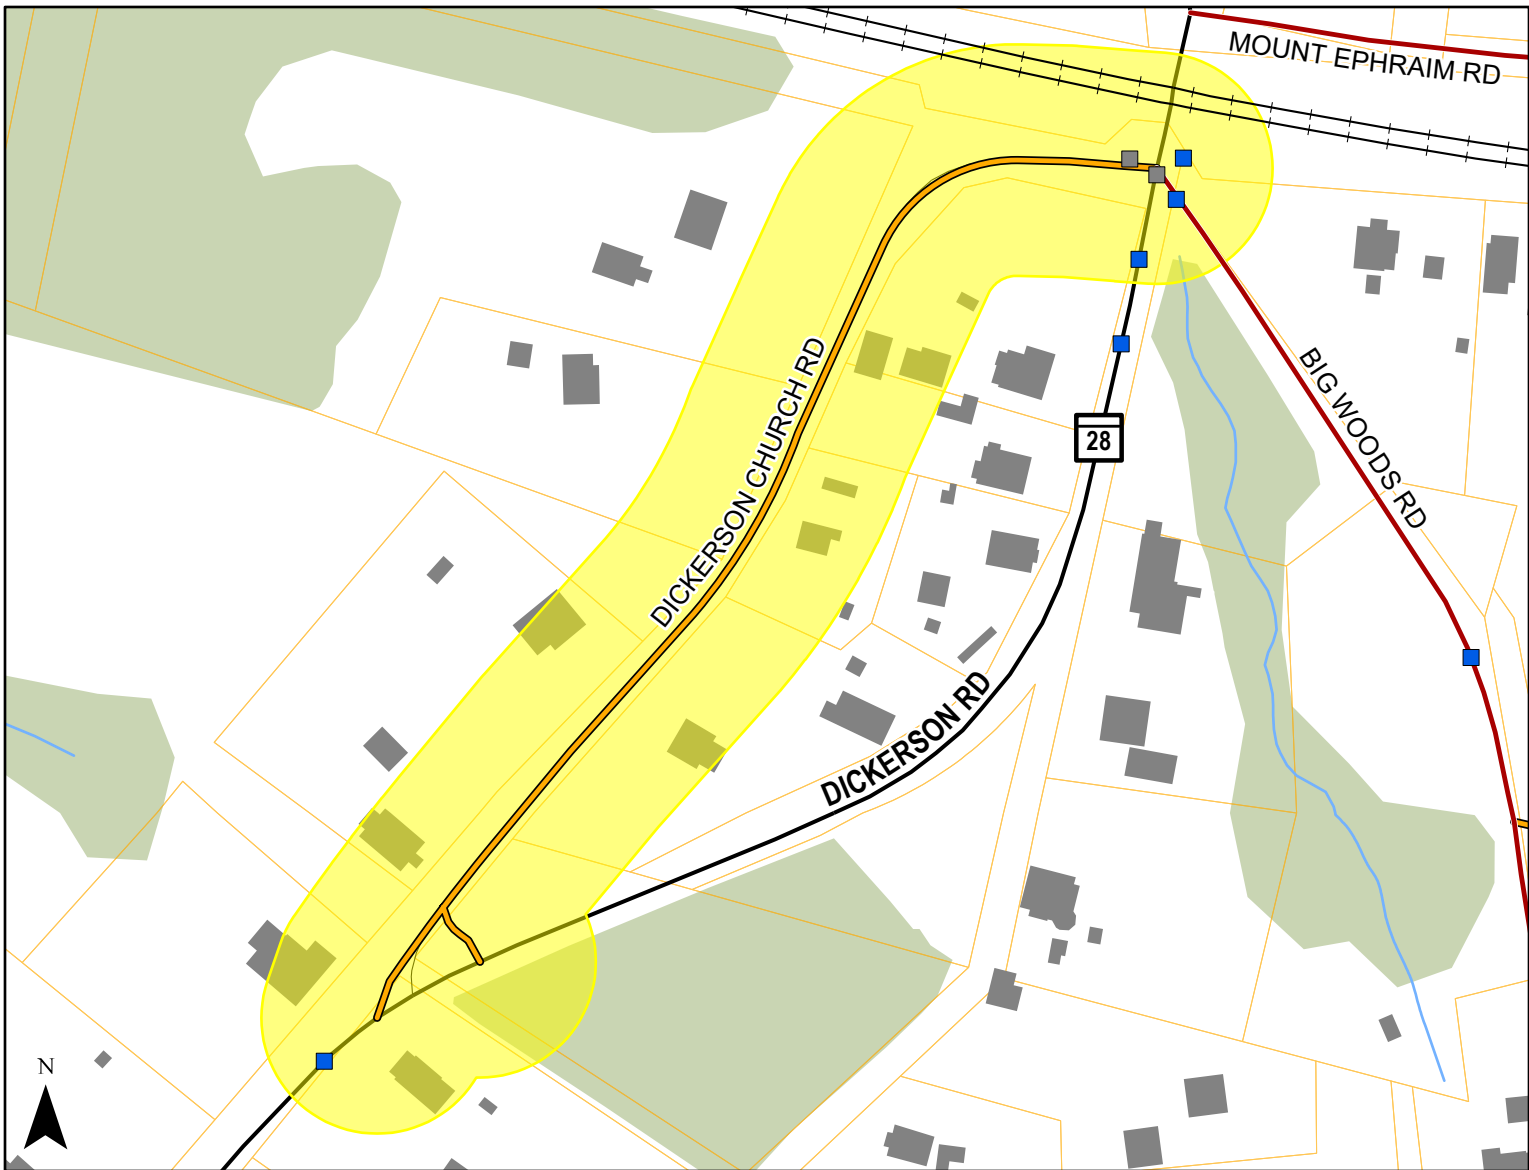 MOUNT EPHRAIM RD
DICKERSON CHURCH RD
BIG WOODS RD
28
DICKERSON RD
N